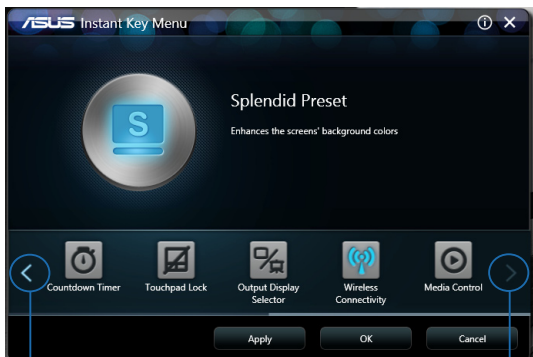 ASUS Instant Key Menu
Splendid Preset
Enhances the screens' background colors
S
Countdown Timer
Touchpad Lock
Output Display
Selector
Wireless
Connectivity
Media Control
Apply
OK
Cancel